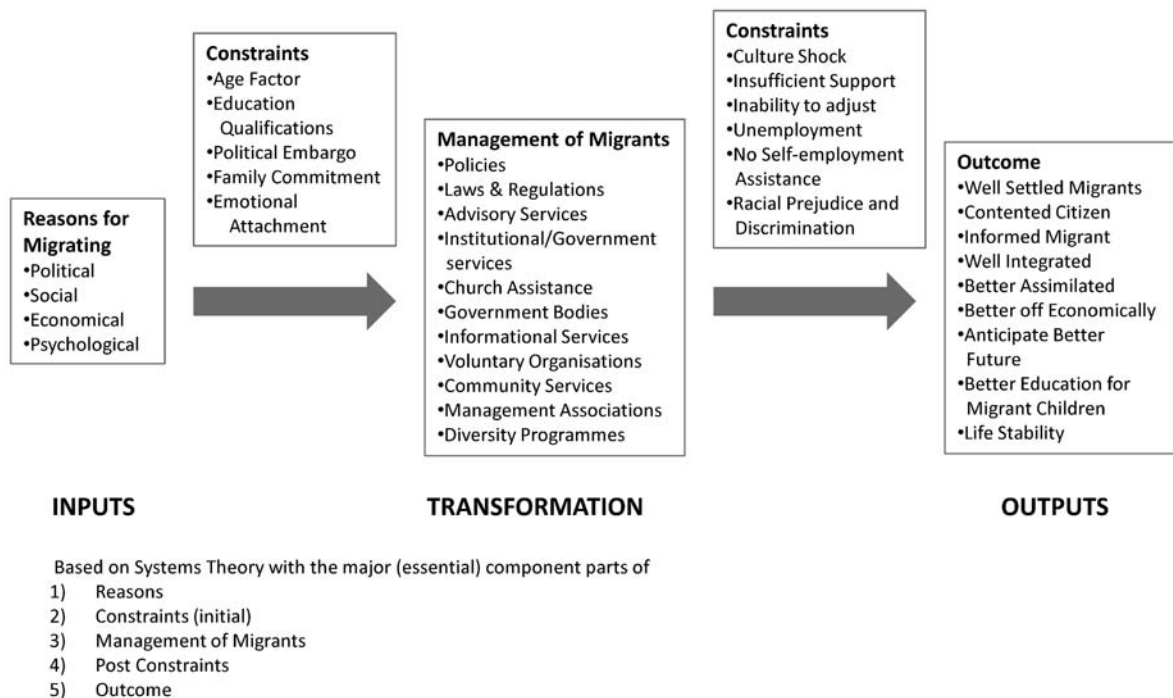 Reasons for
Migrating
•Political
•Social
•Economical
•Psychological
Constraints
•Age Factor
•Education
Qualifications
•Political Embargo
•Family Commitment
•Emotional
Attachment
Management of Migrants
•Policies
•Laws & Regulations
•Advisory Services
•Institutional/Government
services
•Church Assistance
•Government Bodies
•Informational Services
•Voluntary Organisations
•Community Services
•Management Associations
•Diversity Programmes
Constraints
•Culture Shock
•Insufficient Support
•Inability to adjust
•Unemployment
•No Self-employment
Assistance
•Racial Prejudice and
Discrimination
Outcome
•Well Settled Migrants
•Contented Citizen
•Informed Migrant
•Well Integrated
•Better Assimilated
•Better off Economically
•Anticipate Better
Future
•Better Education for
Migrant Children
•Life Stability
INPUTS
TRANSFORMATION
OUTPUTS
Based on Systems Theory with the major (essential) component parts of
1) Reasons
2) Constraints (initial)
3) Management of Migrants
4) Post Constraints
5) Outcome